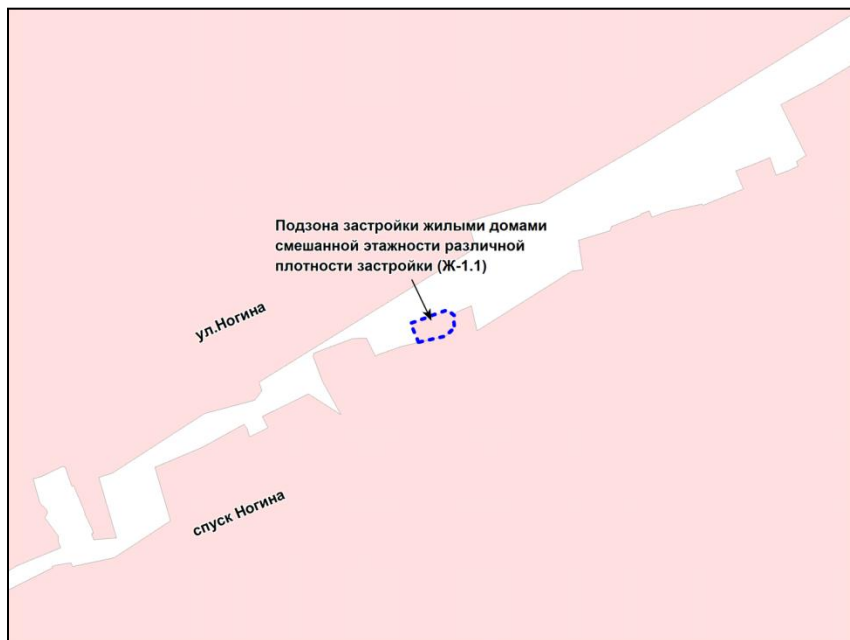 Подзона застройки жилыми домами
смешанной этажности различной
плотности застройки (Ж-1.1)
ул.Ногина
спуск Ногина